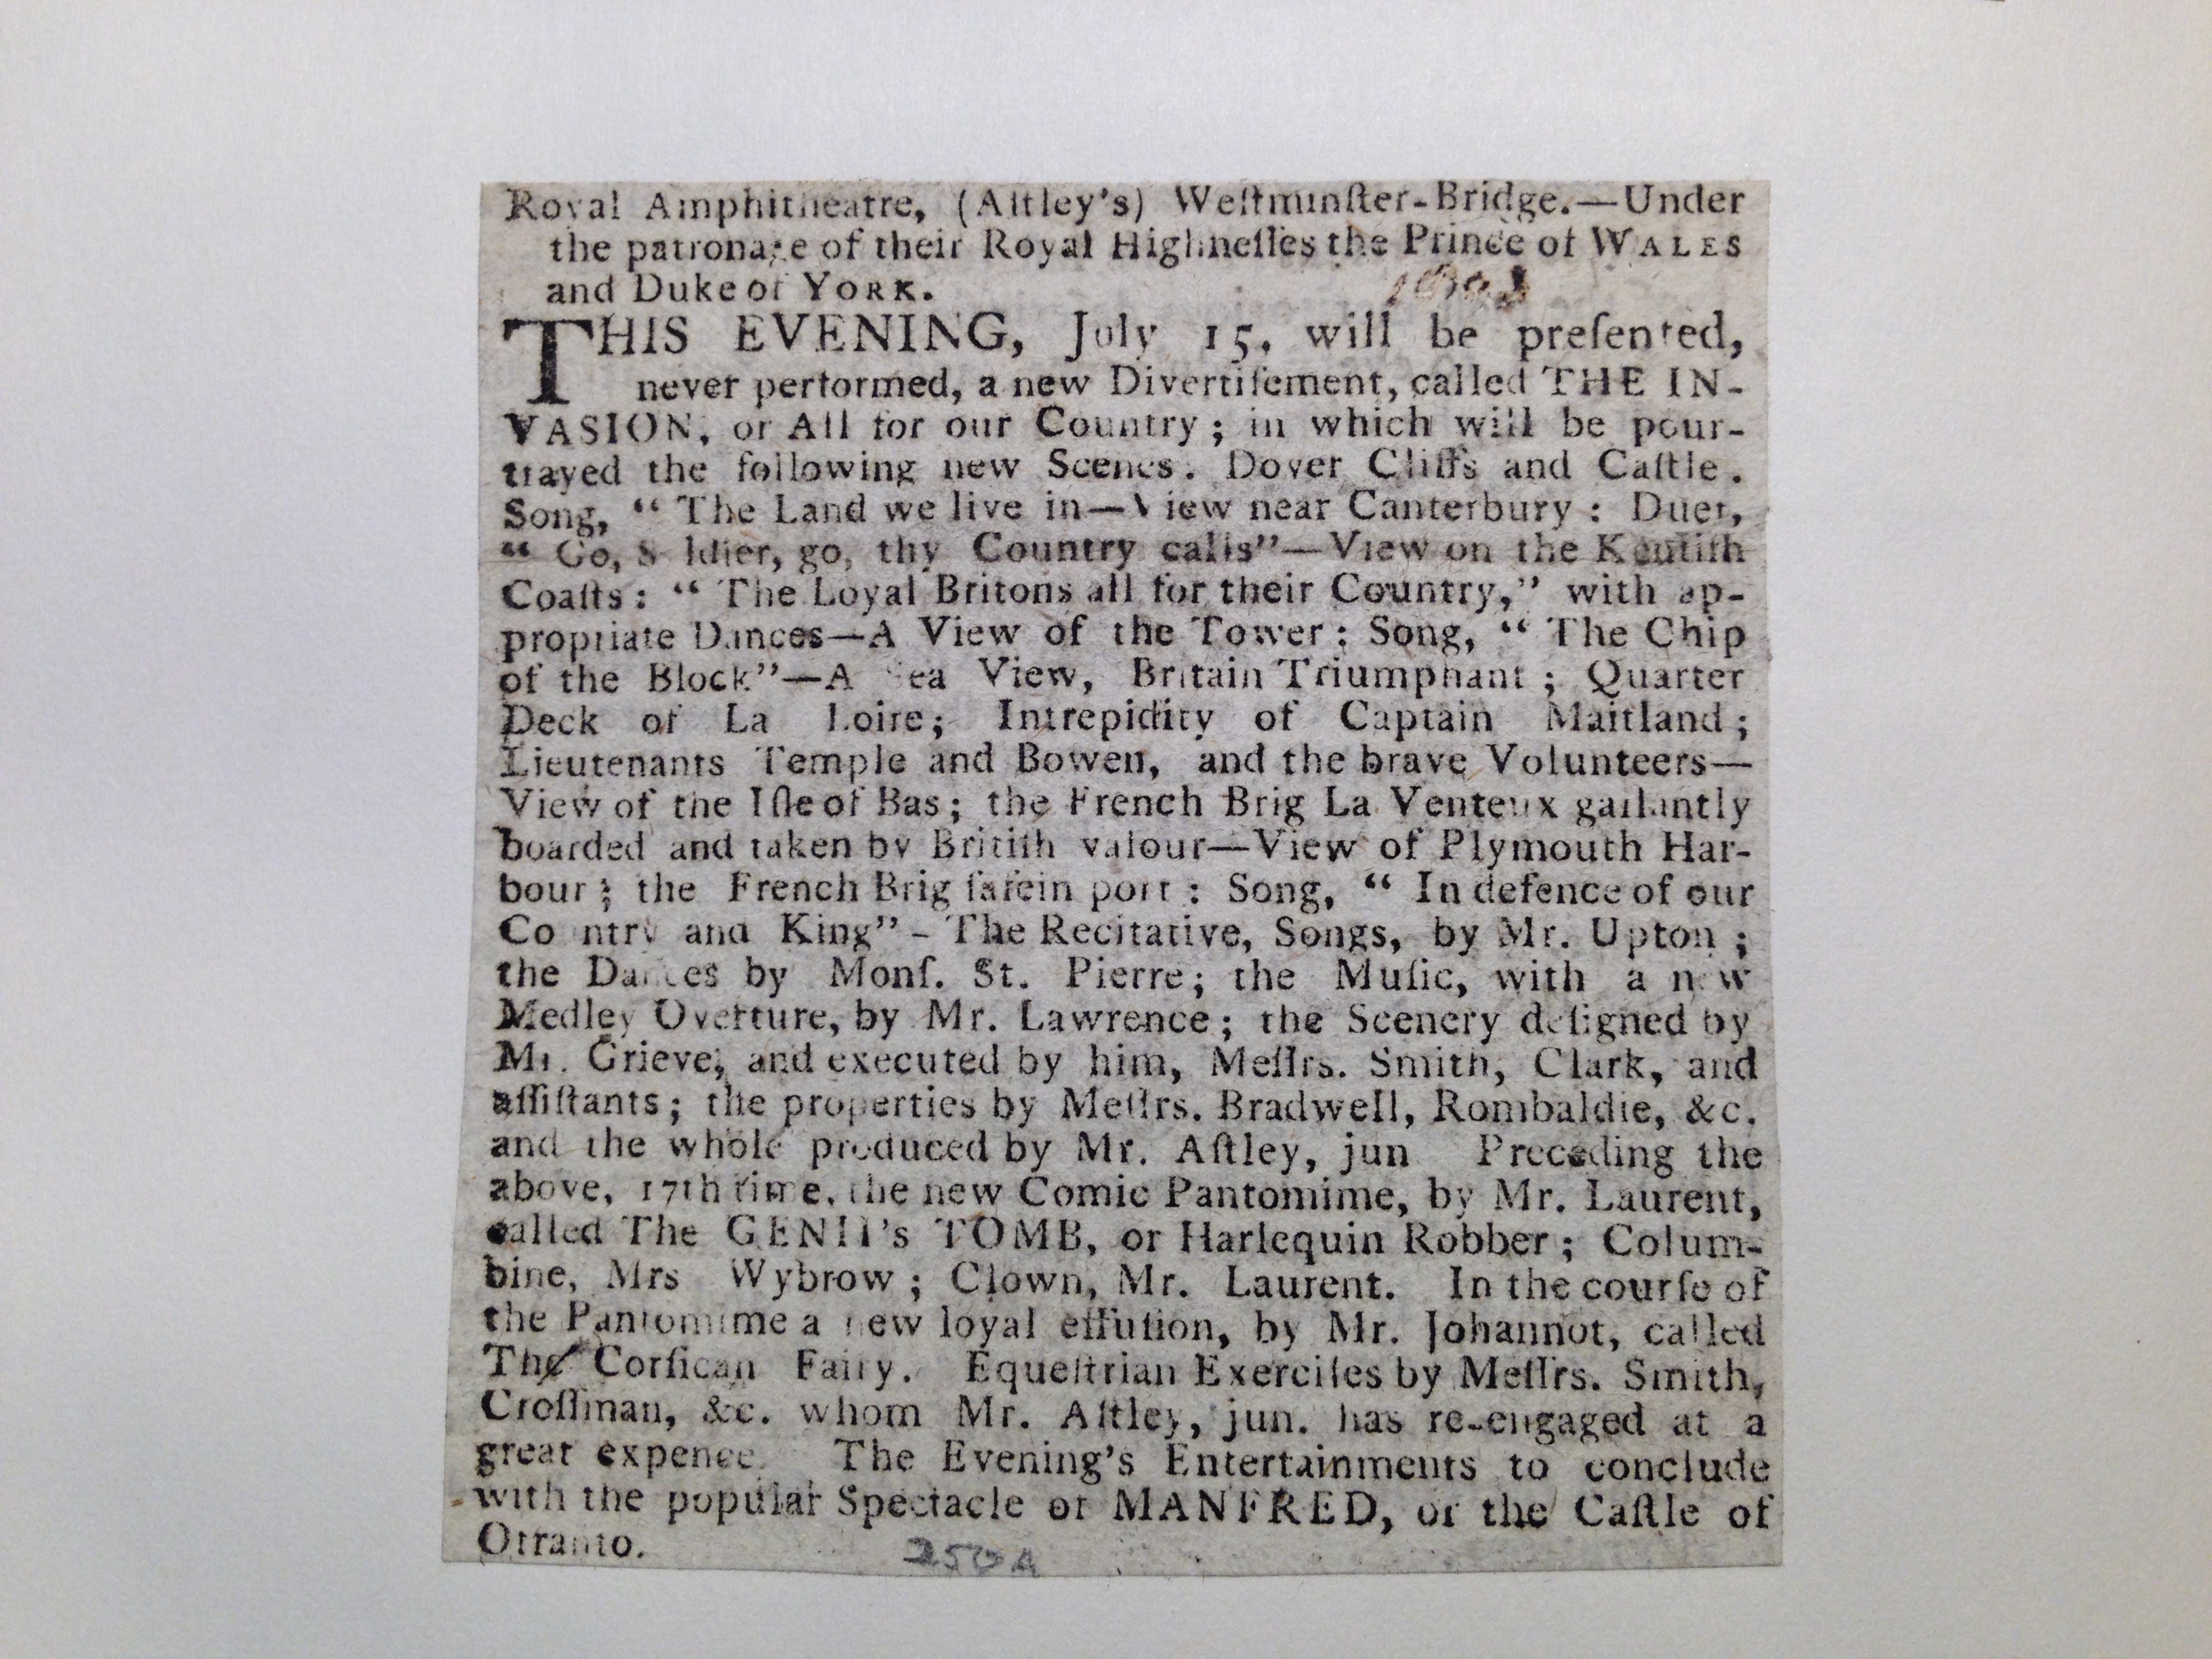 Royal Amphitheatre, (Aſtley's) Weſtminſter-Bridge.—Under
the patronage of their Royal Highneſſes the Prince of WALES
and Duke of YORK.
1803
THIS EVENING, July 15, will be preſented,
never performed, a new Divertiſement, called THE IN-
VASION, or All for our Country; in which will be pour-
trayed the following new Scenes. Dover Cliffs and Caſtle.
Song, “ The Land we live in—View near Canterbury : Duet,
“ Go, Soldier, go, thy Country calls”—View on the Kentiſh
Coaſts: “ The Loyal Britons all for their Country,” with ap-
propriate Dances—A View of the Tower: Song, “ The Chip
of the Block”—A Sea View, Britain Triumphant ; Quarter
Deck of La Loire; Intrepidity of Captain Maitland;
Lieutenants Temple and Bowen, and the brave Volunteers—
View of the Iſle of Bas; the French Brig La Venteux gallantly
boarded and taken by Britiſh valour—View of Plymouth Har-
bour; the French Brig ſafe in port : Song, “ In defence of our
Country and King” - The Recitative, Songs, by Mr. Upton ;
the Dances by Monſ. St. Pierre; the Muſic, with a new
Medley Overture, by Mr. Lawrence; the Scenery deſigned by
Mr. Grieve, and executed by him, Meſſrs. Smith, Clark, and
aſſiſtants; the properties by Meſſrs. Bradwell, Rombaldie, &c.
and the whole produced by Mr. Aſtley, jun Preceding the
above, 17th time, the new Comic Pantomime, by Mr. Laurent,
called The GENII's TOMB, or Harlequin Robber; Colum-
bine, Mrs Wybrow; Clown, Mr. Laurent. In the courſe of
the Pantomime a new loyal effuſion, by Mr. Johannot, called
The Corſican Fairy. Equeſtrian Exerciſes by Meſſrs. Smith,
Croſſman, &c. whom Mr. Aſtley, jun. has re-engaged at a
great expence. The Evening's Entertainments to conclude
with the popular Spectacle of MANFRED, or the Caſtle of
Otranto.
250A